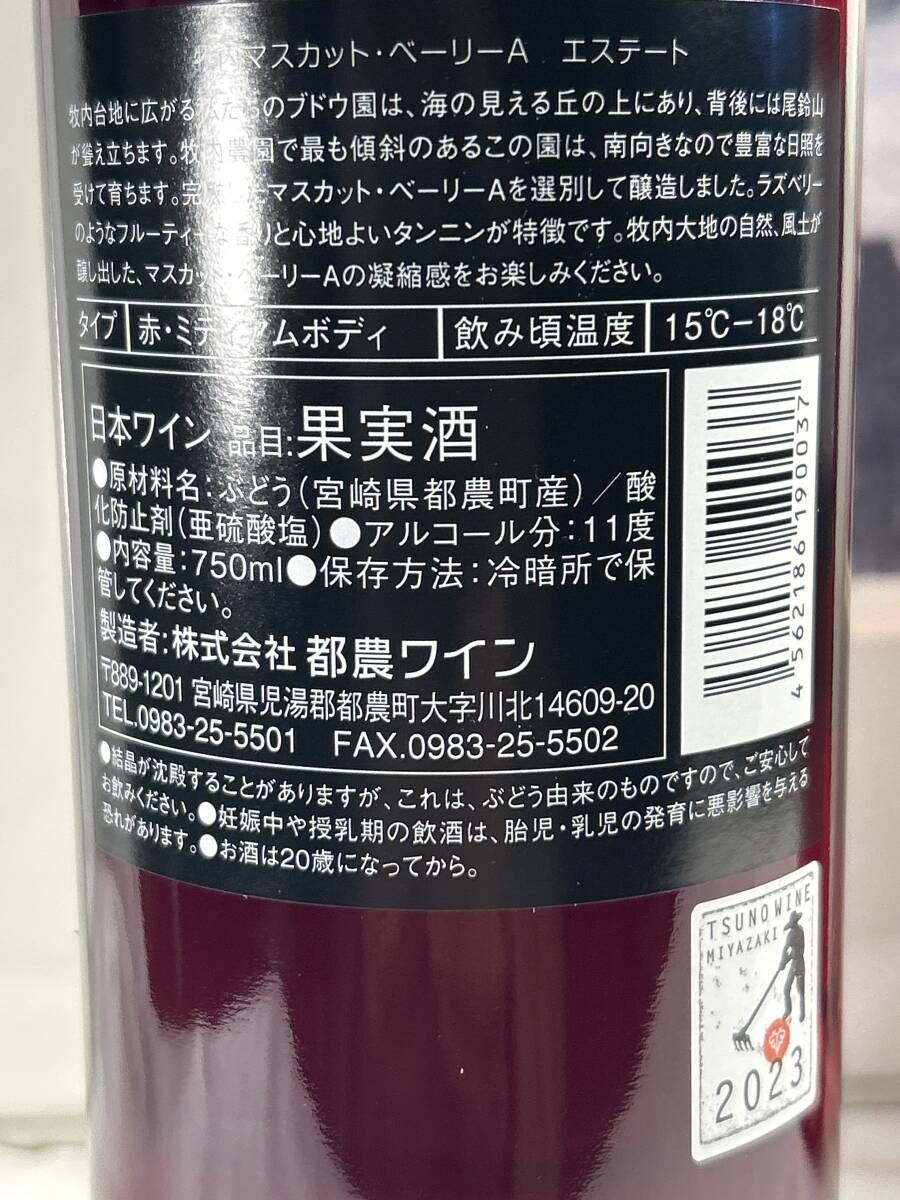 牧内マスカット・ベーリーA エステート
牧内台地に広がる私たちのブドウ園は、海の見える丘の上にあり、背後には尾鈴山
が聳え立ちます。牧内農園で最も傾斜のあるこの園は、南向きなので豊富な日照を
受けて育ちます。完熟したマスカット・ベーリーAを選別して醸造しました。ラズベリー
のようなフルーティーな香りと心地よいタンニンが特徴です。牧内大地の自然、風土が
醸し出した、マスカット・ベーリーAの凝縮感をお楽しみください。
タイプ 赤・ミディアムボディ 飲み頃温度 15℃−18℃
日本ワイン 品目:果実酒
●原材料名:ぶどう(宮崎県都農町産)/酸
化防止剤(亜硫酸塩)●アルコール分:11度
●内容量:750ml●保存方法:冷暗所で保
管してください。
製造者:株式会社 都農ワイン
〒889-1201 宮崎県児湯郡都農町大字川北14609-20
TEL.0983-25-5501 FAX.0983-25-5502
4 562186 190037
●結晶が沈殿することがありますが、これは、ぶどう由来のものですので、ご安心して
お飲みください。●妊娠中や授乳期の飲酒は、胎児・乳児の発育に悪影響を与える
恐れがあります。●お酒は20歳になってから。
TSUNO WINE
MIYAZAKI
2023